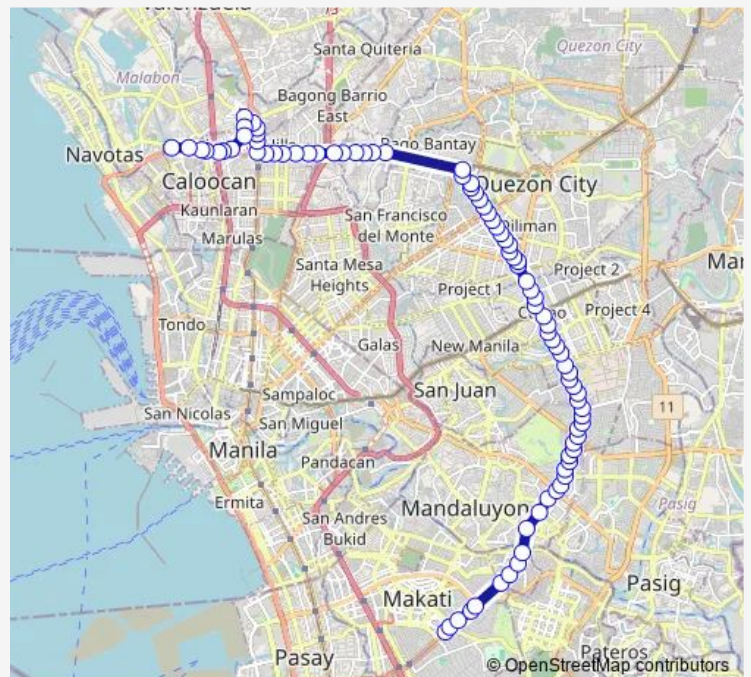 Santa Quiteria
Quezon City
Malabon
Bagong Barrio
East
Bago Bantay
Navotas
Caloocan
Quezon City
Kaunlaran
San Francisco
del Monte
Diliman
Marulas
Santa Mesa
Heights
Project 2
Project 1
Project 4
Tondo
Galas
New Manila
Sampaloc
San Juan
San Nicolas
San Miguel
11
Manila
Pandacan
Ermita
Mandaluyon
Pasig
San Andres
Bukid
Makati
Pasig
Pasay
Pateros
© OpenStreetMap contributors